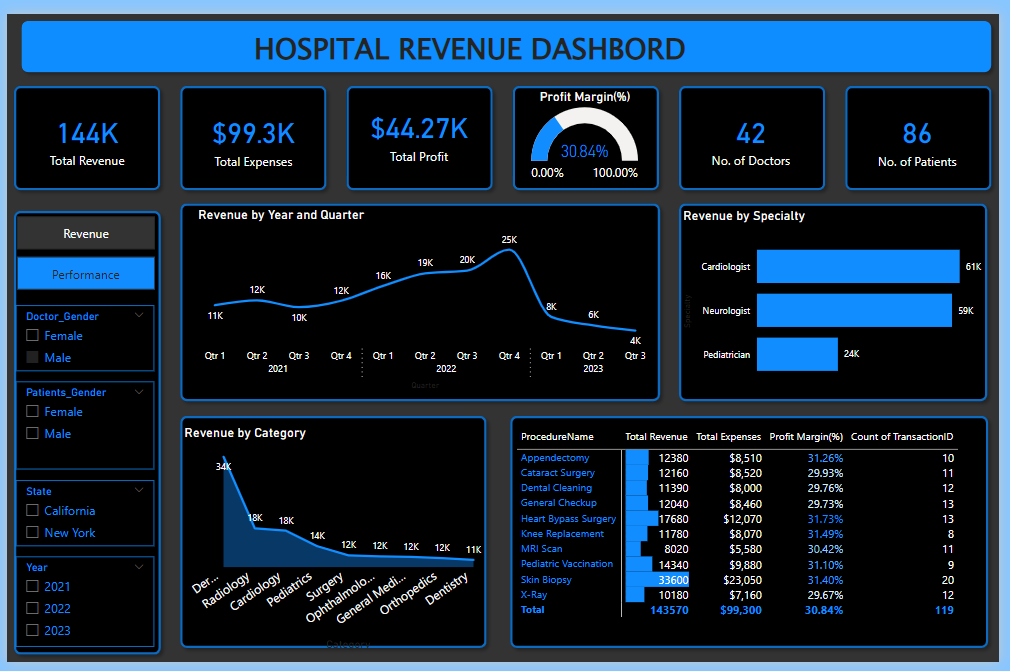 HOSPITAL REVENUE DASHBORD
144K
Total Revenue
$99.3K
Total Expenses
$44.27K
Total Profit
Profit Margin(%)
30.84%
0.00% 100.00%
42
No. of Doctors
86
No. of Patients
Revenue
Performance
Doctor_Gender
Female
Male
Patients_Gender
Female
Male
State
California
New York
Year
2021
2022
2023
Revenue by Year and Quarter
11K 12K 10K 12K 16K 19K 20K 25K 8K 6K 4K
Qtr 1 Qtr 2 Qtr 3 Qtr 4 Qtr 1 Qtr 2 Qtr 3 Qtr 4 Qtr 1 Qtr 2 Qtr 3
2021 2022 2023
Quarter
Revenue by Specialty
Specialty
Cardiologist 61K
Neurologist 59K
Pediatrician 24K
Revenue by Category
34K 18K 18K 14K 12K 12K 12K 12K 11K
Der... Radiology Cardiology Pediatrics Surgery Ophthalmolo... General Medi... Orthopedics Dentistry
Category
ProcedureName Total Revenue Total Expenses Profit Margin(%) Count of TransactionID
Appendectomy 12380 $8,510 31.26% 10
Cataract Surgery 12160 $8,520 29.93% 11
Dental Cleaning 11390 $8,000 29.76% 12
General Checkup 12040 $8,460 29.73% 13
Heart Bypass Surgery 17680 $12,070 31.73% 13
Knee Replacement 11780 $8,070 31.49% 8
MRI Scan 8020 $5,580 30.42% 11
Pediatric Vaccination 14340 $9,880 31.10% 9
Skin Biopsy 33600 $23,050 31.40% 20
X-Ray 10180 $7,160 29.67% 12
Total 143570 $99,300 30.84% 119